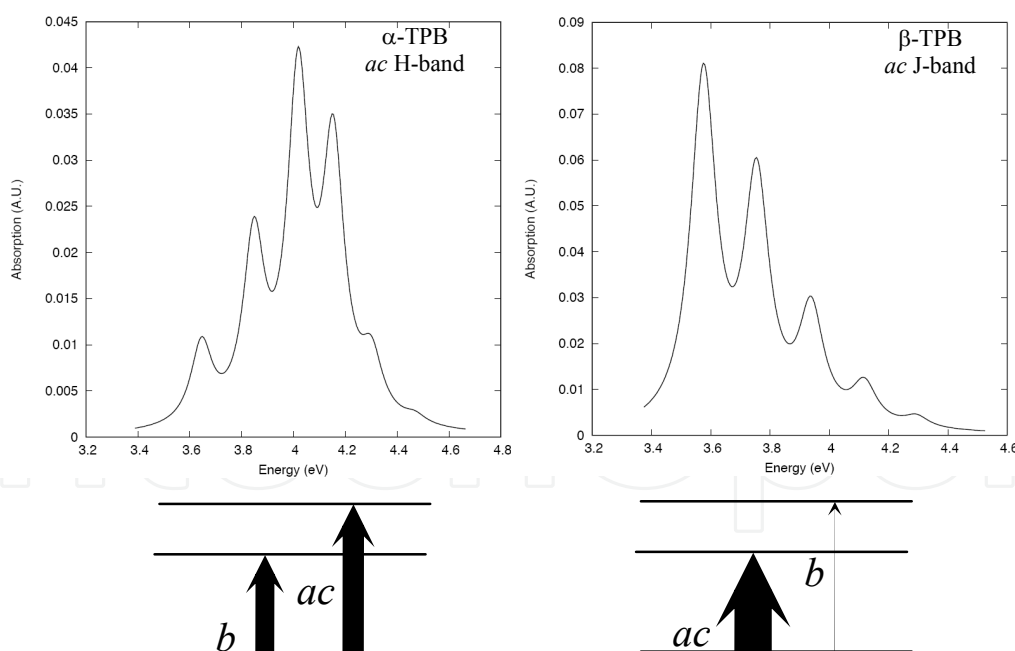 α-TPB
ac H-band
0.045
0.04
0.035
0.03
0.025
0.02
0.015
0.01
0.005
0
Absorption (A.U.)
3.2 3.4 3.6 3.8 4 4.2 4.4 4.6 4.8
Energy (eV)
β-TPB
ac J-band
0.09
0.08
0.07
0.06
0.05
0.04
0.03
0.02
0.01
0
Absorption (A.U.)
3.2 3.4 3.6 3.8 4 4.2 4.4 4.6
Energy (eV)
b
ac
ac
b